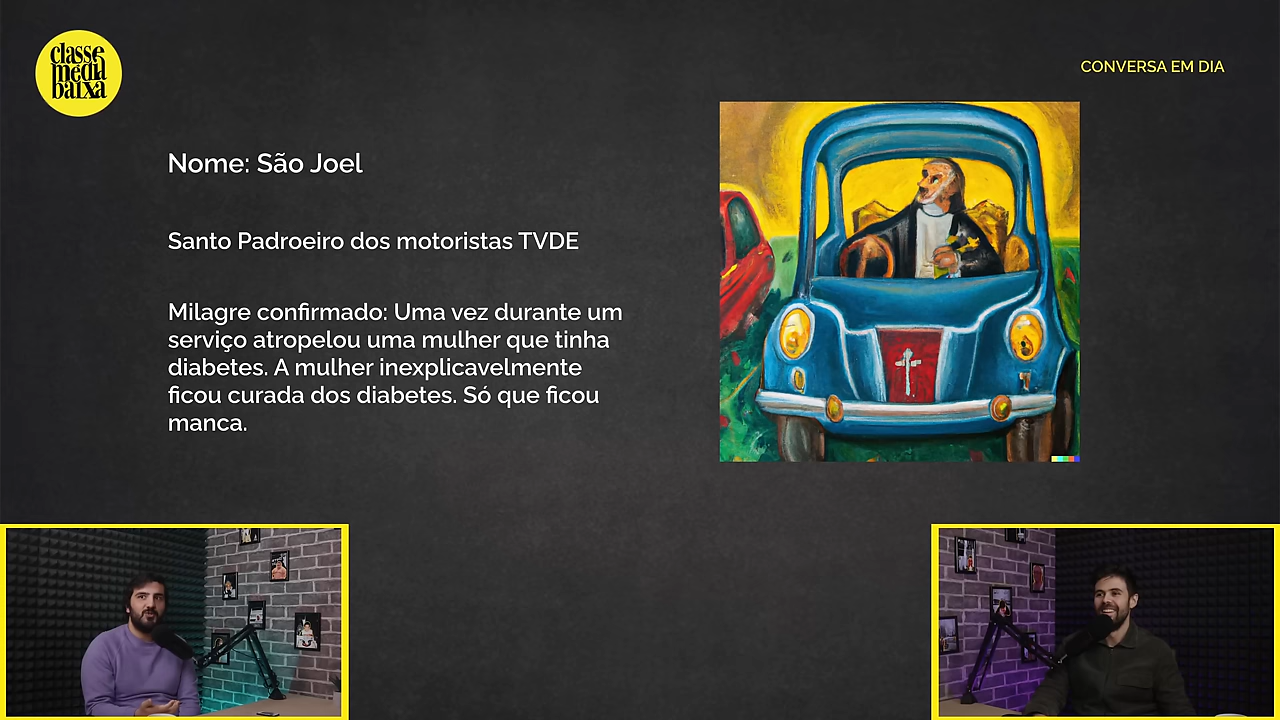 classe
média
baixa
CONVERSA EM DIA
Nome: São Joel
Santo Padroeiro dos motoristas TVDE
Milagre confirmado: Uma vez durante um
serviço atropelou uma mulher que tinha
diabetes. A mulher inexplicavelmente
ficou curada dos diabetes. Só que ficou
manca.